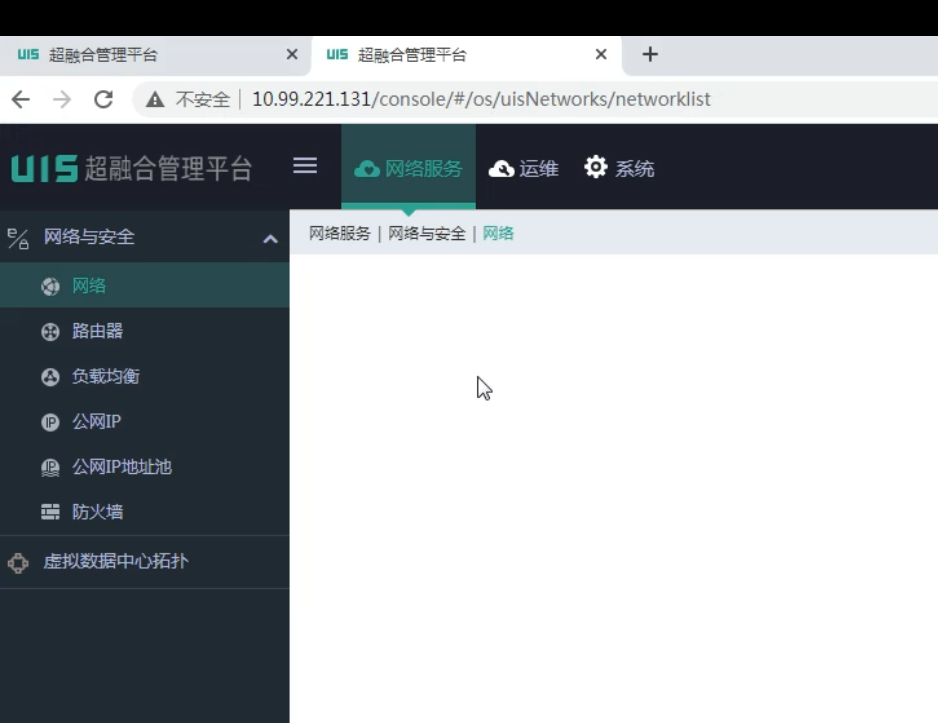 UIS 超融合管理平台
UIS 超融合管理平台
不安全 10.99.221.131/console/#/os/uisNetworks/networklist
UIS 超融合管理平台 网络服务 运维 系统
网络与安全
网络服务 | 网络与安全 | 网络
网络
路由器
负载均衡
公网IP
公网IP地址池
防火墙
虚拟数据中心拓扑